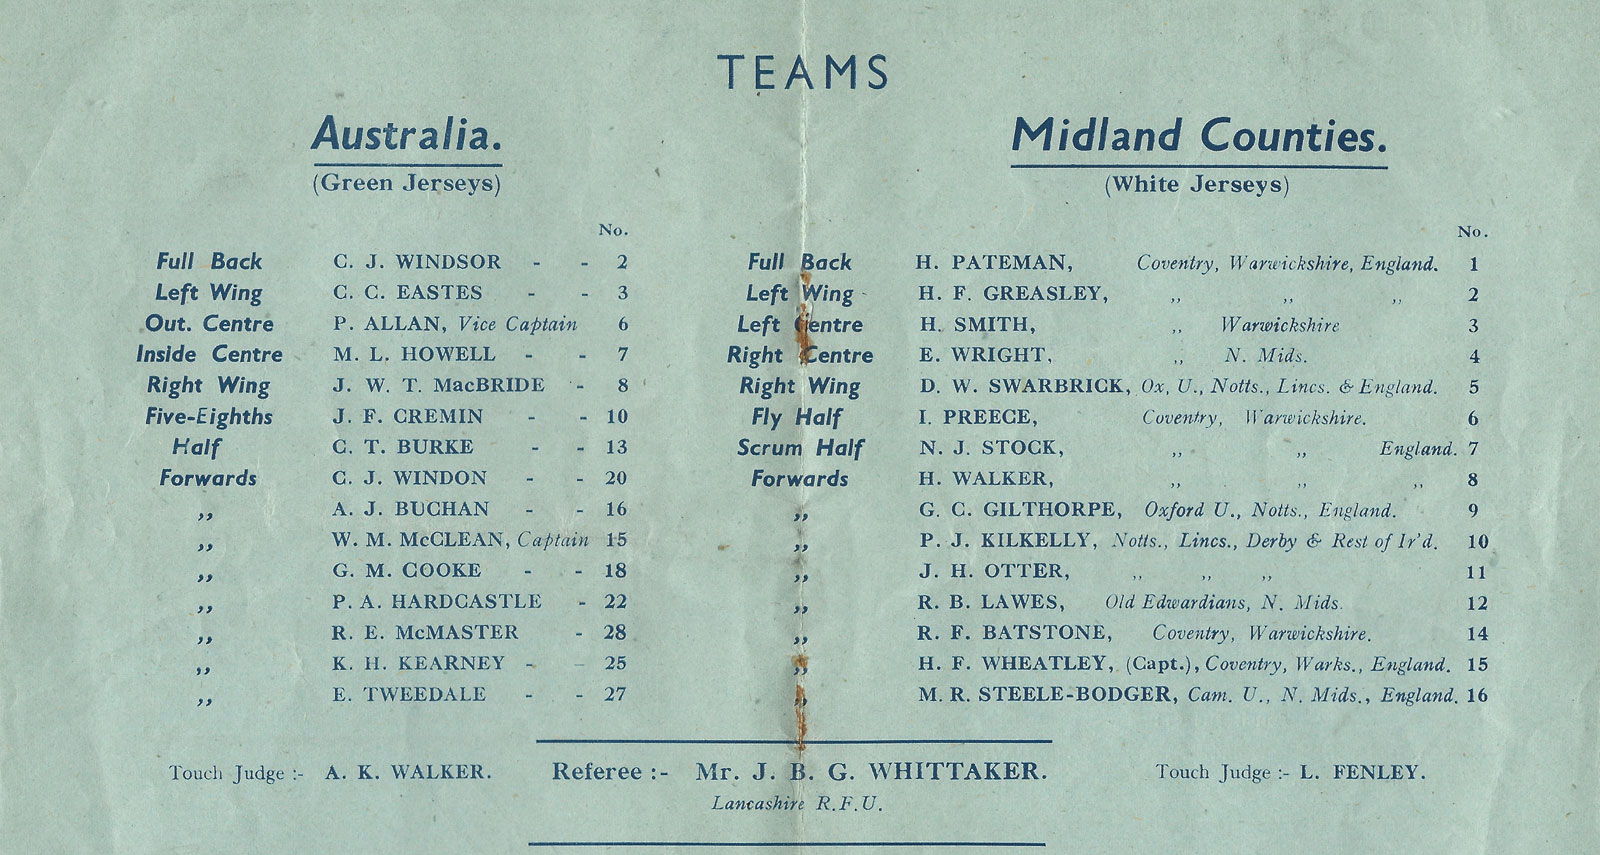 TEAMS
Australia.
(Green Jerseys)
No.
Full Back C. J. WINDSOR - - 2
Left Wing C. C. EASTES - - 3
Out. Centre P. ALLAN, Vice Captain 6
Inside Centre M. L. HOWELL - - 7
Right Wing J. W. T. MacBRIDE - 8
Five-Eighths J. F. CREMIN - - 10
Half C. T. BURKE - - 13
Forwards C. J. WINDON - - 20
„ A. J. BUCHAN - - 16
„ W. M. McCLEAN, Captain 15
„ G. M. COOKE - - 18
„ P. A. HARDCASTLE - 22
„ R. E. McMASTER - 28
„ K. H. KEARNEY - - 25
„ E. TWEEDALE - - 27
Midland Counties.
(White Jerseys)
No.
Full Back H. PATEMAN, Coventry, Warwickshire, England. 1
Left Wing H. F. GREASLEY, „ „ „ 2
Left Centre H. SMITH, „ Warwickshire 3
Right Centre E. WRIGHT, „ N. Mids. 4
Right Wing D. W. SWARBRICK, Ox, U., Notts., Lincs. & England. 5
Fly Half I. PREECE, Coventry, Warwickshire. 6
Scrum Half N. J. STOCK, „ „ England. 7
Forwards H. WALKER, „ „ „ 8
„ G. C. GILTHORPE, Oxford U., Notts., England. 9
„ P. J. KILKELLY, Notts., Lincs., Derby & Rest of Ir'd. 10
„ J. H. OTTER, „ „ „ 11
„ R. B. LAWES, Old Edwardians, N. Mids. 12
„ R. F. BATSTONE, Coventry, Warwickshire. 14
„ H. F. WHEATLEY, (Capt.), Coventry, Warks., England. 15
„ M. R. STEELE-BODGER, Cam. U., N. Mids., England. 16
Touch Judge :- A. K. WALKER.
Referee :- Mr. J. B. G. WHITTAKER.
Lancashire R.F.U.
Touch Judge :- L. FENLEY.